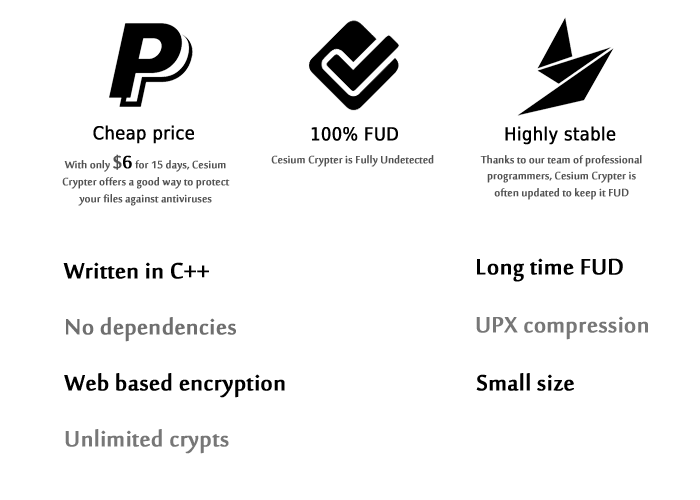 Cheap price
With only $6 for 15 days, Cesium
Crypter offers a good way to protect
your files against antiviruses
100% FUD
Cesium Crypter is Fully Undetected
Highly stable
Thanks to our team of professional
programmers, Cesium Crypter is
often updated to keep it FUD
Written in C++
Long time FUD
No dependencies
UPX compression
Web based encryption
Small size
Unlimited crypts